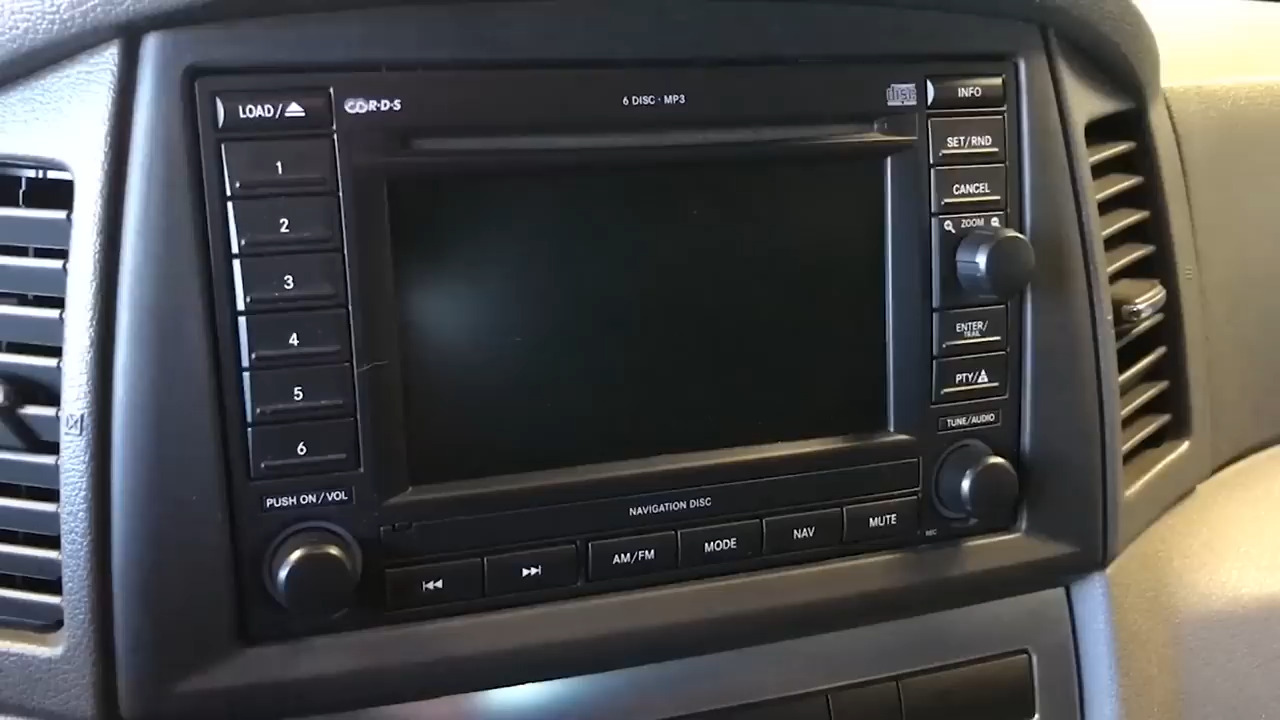 LOAD/
R·D·S
6 DISC · MP3
disc
INFO
1
SET/RND
2
CANCEL
3
ZOOM
4
ENTER/
TRAIL
5
PTY/
6
TUNE/AUDIO
PUSH ON/VOL
NAVIGATION DISC
AM/FM
MODE
NAV
MUTE